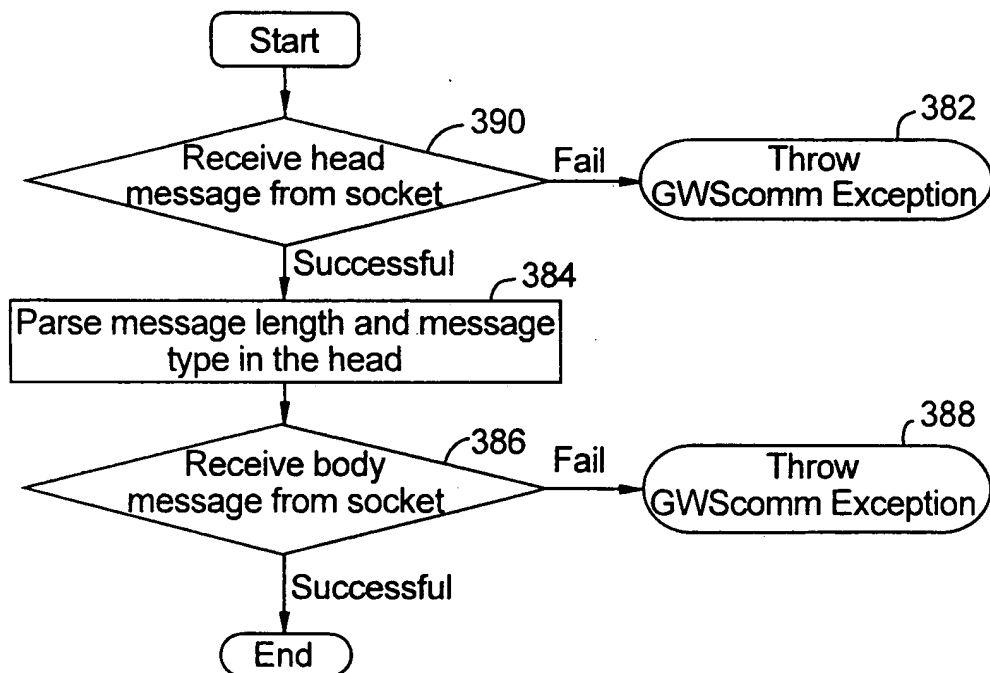 Start
390
382
Receive head
message from socket
Fail
Throw
GWScomm Exception
Successful
384
Parse message length and message
type in the head
386
388
Receive body
message from socket
Fail
Throw
GWScomm Exception
Successful
End